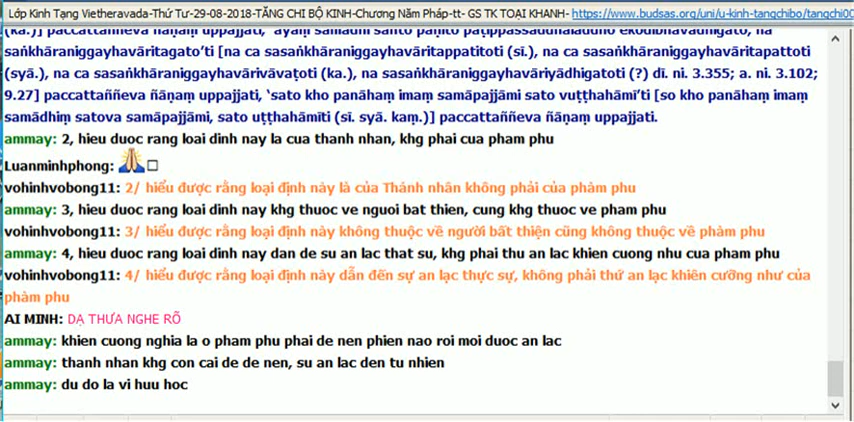 Lớp Kinh Tạng Vietheravada-Thứ Tư-29-08-2018-TĂNG CHI BỘ KINH-Chương Năm Pháp-tt- GS TK TOẠI KHANH- https://www.budsas.org/uni/u-kinh-tangchibo/tangchi0
(ka.)] paccattaññeva ñāṇaṃ uppajjati, 'ayaṃ samādhi santo paṇīto paṭippassaddhaladdho ekodibhāvādhigato, na
saṅkhāraniggayhavāritagato'ti [na ca sasaṅkhāraniggayhavāritappatitoti (sī.), na ca sasaṅkhāraniggayhavāritapattoti
(syā.), na ca sasaṅkhāraniggayhavārivāvaṭoti (ka.), na sasaṅkhāraniggayhavāriyādhigatoti (?) dī. ni. 3.355; a. ni. 3.102;
9.27] paccattaññeva ñāṇaṃ uppajjati, 'sato kho panāhaṃ imaṃ samāpajjāmi sato vuṭṭhahāmī'ti [so kho panāhaṃ imaṃ
samādhiṃ satova samāpajjāmi, sato uṭṭhahāmīti (sī. syā. kaṃ.)] paccattaññeva ñāṇaṃ uppajjati.
ammay: 2, hieu duoc rang loai dinh nay la cua thanh nhan, khg phai cua pham phu
Luanminhphong:
vohinhvobong11: 2/ hiểu được rằng loại định này là của Thánh nhân không phải của phàm phu
ammay: 3, hieu duoc rang loai dinh nay khg thuoc ve nguoi bat thien, cung khg thuoc ve pham phu
vohinhvobong11: 3/ hiểu được rằng loại định này không thuộc về người bất thiện cũng không thuộc về phàm phu
ammay: 4, hieu duoc rang loai dinh nay dan de su an lac that su, khg phai thu an lac khien cuong nhu cua pham phu
vohinhvobong11: 4/ hiểu được rằng loại định này dẫn đến sự an lạc thực sự, không phải thứ an lạc khiên cưỡng như của
phàm phu
AI MINH: DẠ THƯA NGHE RÕ
ammay: khien cuong nghia la o pham phu phai de nen phien nao roi moi duoc an lac
ammay: thanh nhan khg con cai de de nen, su an lac den tu nhien
ammay: du do la vi huu hoc